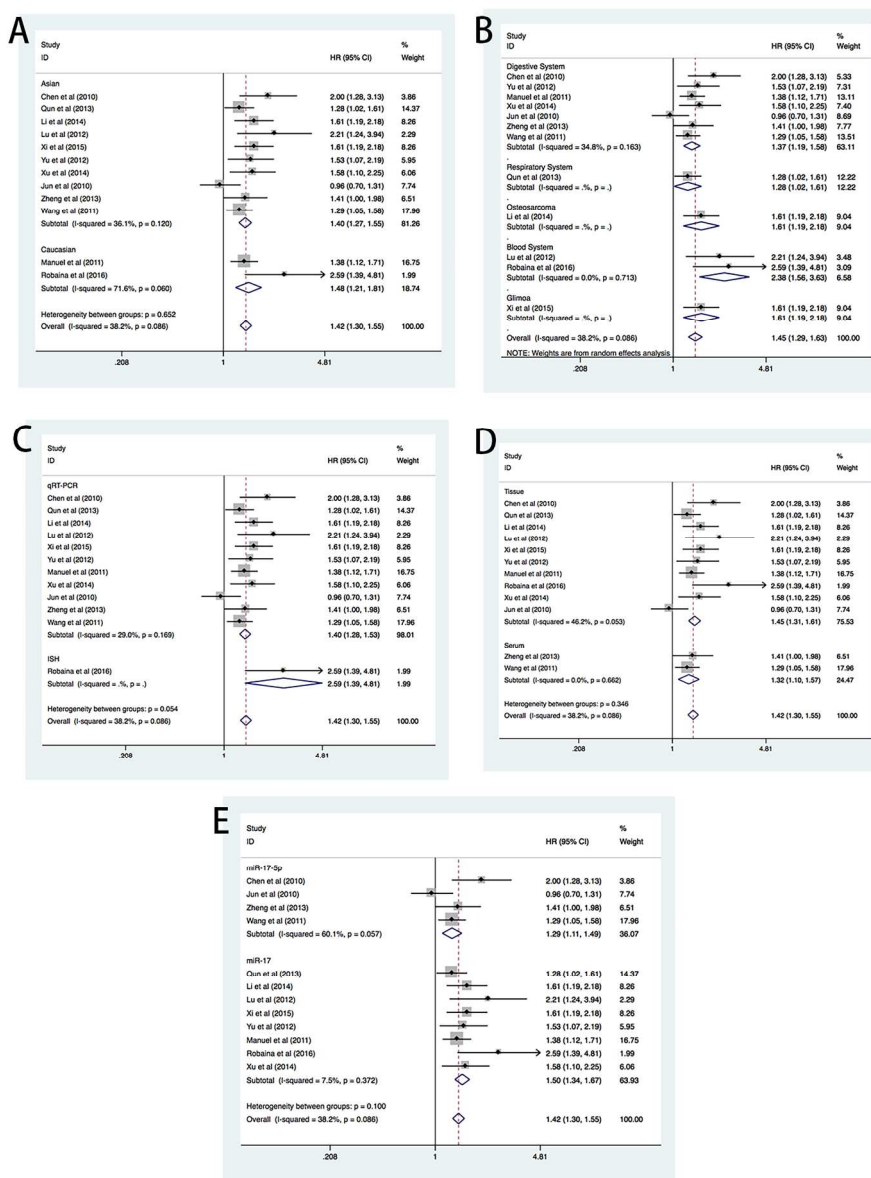 A
Study %
ID HR (95% CI) Weight
Asian
Chen et al (2010) 2.00 (1.28, 3.13) 3.86
Qun et al (2013) 1.28 (1.02, 1.61) 14.37
Li et al (2014) 1.61 (1.19, 2.18) 8.26
Lu et al (2012) 2.21 (1.24, 3.94) 2.29
Xi et al (2015) 1.61 (1.19, 2.18) 8.26
Yu et al (2012) 1.53 (1.07, 2.19) 5.95
Xu et al (2014) 1.58 (1.10, 2.25) 6.06
Jun et al (2010) 0.96 (0.70, 1.31) 7.74
Zheng et al (2013) 1.41 (1.00, 1.98) 6.51
Wang et al (2011) 1.29 (1.05, 1.58) 17.96
Subtotal (I-squared = 36.1%, p = 0.120) 1.40 (1.27, 1.55) 81.26
Caucasian
Manuel et al (2011) 1.38 (1.12, 1.71) 16.75
Robaina et al (2016) 2.59 (1.39, 4.81) 1.99
Subtotal (I-squared = 71.6%, p = 0.060) 1.48 (1.21, 1.81) 18.74
Heterogeneity between groups: p = 0.652
Overall (I-squared = 38.2%, p = 0.086) 1.42 (1.30, 1.55) 100.00
.208 1 4.81
B
Study %
ID HR (95% CI) Weight
Digestive System
Chen et al (2010) 2.00 (1.28, 3.13) 5.33
Yu et al (2012) 1.53 (1.07, 2.19) 7.31
Manuel et al (2011) 1.38 (1.12, 1.71) 13.11
Xu et al (2014) 1.58 (1.10, 2.25) 7.40
Jun et al (2010) 0.96 (0.70, 1.31) 8.69
Zheng et al (2013) 1.41 (1.00, 1.98) 7.77
Wang et al (2011) 1.29 (1.05, 1.58) 13.51
Subtotal (I-squared = 34.8%, p = 0.163) 1.37 (1.19, 1.58) 63.11
.
Respiratory System
Qun et al (2013) 1.28 (1.02, 1.61) 12.22
Subtotal (I-squared = .%, p = .) 1.28 (1.02, 1.61) 12.22
.
Osteosarcoma
Li et al (2014) 1.61 (1.19, 2.18) 9.04
Subtotal (I-squared = .%, p = .) 1.61 (1.19, 2.18) 9.04
.
Blood System
Lu et al (2012) 2.21 (1.24, 3.94) 3.48
Robaina et al (2016) 2.59 (1.39, 4.81) 3.09
Subtotal (I-squared = 0.0%, p = 0.713) 2.38 (1.56, 3.63) 6.58
.
Glimoa
Xi et al (2015) 1.61 (1.19, 2.18) 9.04
Subtotal (I-squared = .%, p = .) 1.61 (1.19, 2.18) 9.04
.
Overall (I-squared = 38.2%, p = 0.086) 1.45 (1.29, 1.63) 100.00
NOTE: Weights are from random effects analysis
.208 1 4.81
C
Study %
ID HR (95% CI) Weight
qRT-PCR
Chen et al (2010) 2.00 (1.28, 3.13) 3.86
Qun et al (2013) 1.28 (1.02, 1.61) 14.37
Li et al (2014) 1.61 (1.19, 2.18) 8.26
Lu et al (2012) 2.21 (1.24, 3.94) 2.29
Xi et al (2015) 1.61 (1.19, 2.18) 8.26
Yu et al (2012) 1.53 (1.07, 2.19) 5.95
Manuel et al (2011) 1.38 (1.12, 1.71) 16.75
Xu et al (2014) 1.58 (1.10, 2.25) 6.06
Jun et al (2010) 0.96 (0.70, 1.31) 7.74
Zheng et al (2013) 1.41 (1.00, 1.98) 6.51
Wang et al (2011) 1.29 (1.05, 1.58) 17.96
Subtotal (I-squared = 29.0%, p = 0.169) 1.40 (1.28, 1.53) 98.01
ISH
Robaina et al (2016) 2.59 (1.39, 4.81) 1.99
Subtotal (I-squared = .%, p = .) 2.59 (1.39, 4.81) 1.99
Heterogeneity between groups: p = 0.054
Overall (I-squared = 38.2%, p = 0.086) 1.42 (1.30, 1.55) 100.00
.208 1 4.81
D
Study %
ID HR (95% CI) Weight
Tissue
Chen et al (2010) 2.00 (1.28, 3.13) 3.86
Qun et al (2013) 1.28 (1.02, 1.61) 14.37
Li et al (2014) 1.61 (1.19, 2.18) 8.26
Lu et al (2012) 2.21 (1.24, 3.94) 2.29
Xi et al (2015) 1.61 (1.19, 2.18) 8.26
Yu et al (2012) 1.53 (1.07, 2.19) 5.95
Manuel et al (2011) 1.38 (1.12, 1.71) 16.75
Robaina et al (2016) 2.59 (1.39, 4.81) 1.99
Xu et al (2014) 1.58 (1.10, 2.25) 6.06
Jun et al (2010) 0.96 (0.70, 1.31) 7.74
Subtotal (I-squared = 46.2%, p = 0.053) 1.45 (1.31, 1.61) 75.53
Serum
Zheng et al (2013) 1.41 (1.00, 1.98) 6.51
Wang et al (2011) 1.29 (1.05, 1.58) 17.96
Subtotal (I-squared = 0.0%, p = 0.662) 1.32 (1.10, 1.57) 24.47
Heterogeneity between groups: p = 0.346
Overall (I-squared = 38.2%, p = 0.086) 1.42 (1.30, 1.55) 100.00
.208 1 4.81
E
Study %
ID HR (95% CI) Weight
miR-17-5p
Chen et al (2010) 2.00 (1.28, 3.13) 3.86
Jun et al (2010) 0.96 (0.70, 1.31) 7.74
Zheng et al (2013) 1.41 (1.00, 1.98) 6.51
Wang et al (2011) 1.29 (1.05, 1.58) 17.96
Subtotal (I-squared = 60.1%, p = 0.057) 1.29 (1.11, 1.49) 36.07
miR-17
Qun et al (2013) 1.28 (1.02, 1.61) 14.37
Li et al (2014) 1.61 (1.19, 2.18) 8.26
Lu et al (2012) 2.21 (1.24, 3.94) 2.29
Xi et al (2015) 1.61 (1.19, 2.18) 8.26
Yu et al (2012) 1.53 (1.07, 2.19) 5.95
Manuel et al (2011) 1.38 (1.12, 1.71) 16.75
Robaina et al (2016) 2.59 (1.39, 4.81) 1.99
Xu et al (2014) 1.58 (1.10, 2.25) 6.06
Subtotal (I-squared = 7.5%, p = 0.372) 1.50 (1.34, 1.67) 63.93
Heterogeneity between groups: p = 0.100
Overall (I-squared = 38.2%, p = 0.086) 1.42 (1.30, 1.55) 100.00
.208 1 4.81